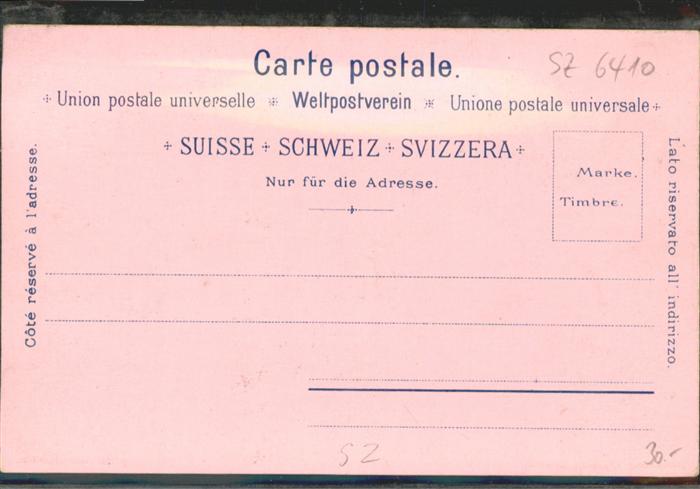 Carte postale.
SZ 6410
Union postale universelle Weltpostverein Unione postale universale
SUISSE + SCHWEIZ + SVIZZERA
Nur für die Adresse.
Marke.
Timbre.
Côté réservé à l'adresse.
Lato riservato all' indirizzo.
SZ
30.-